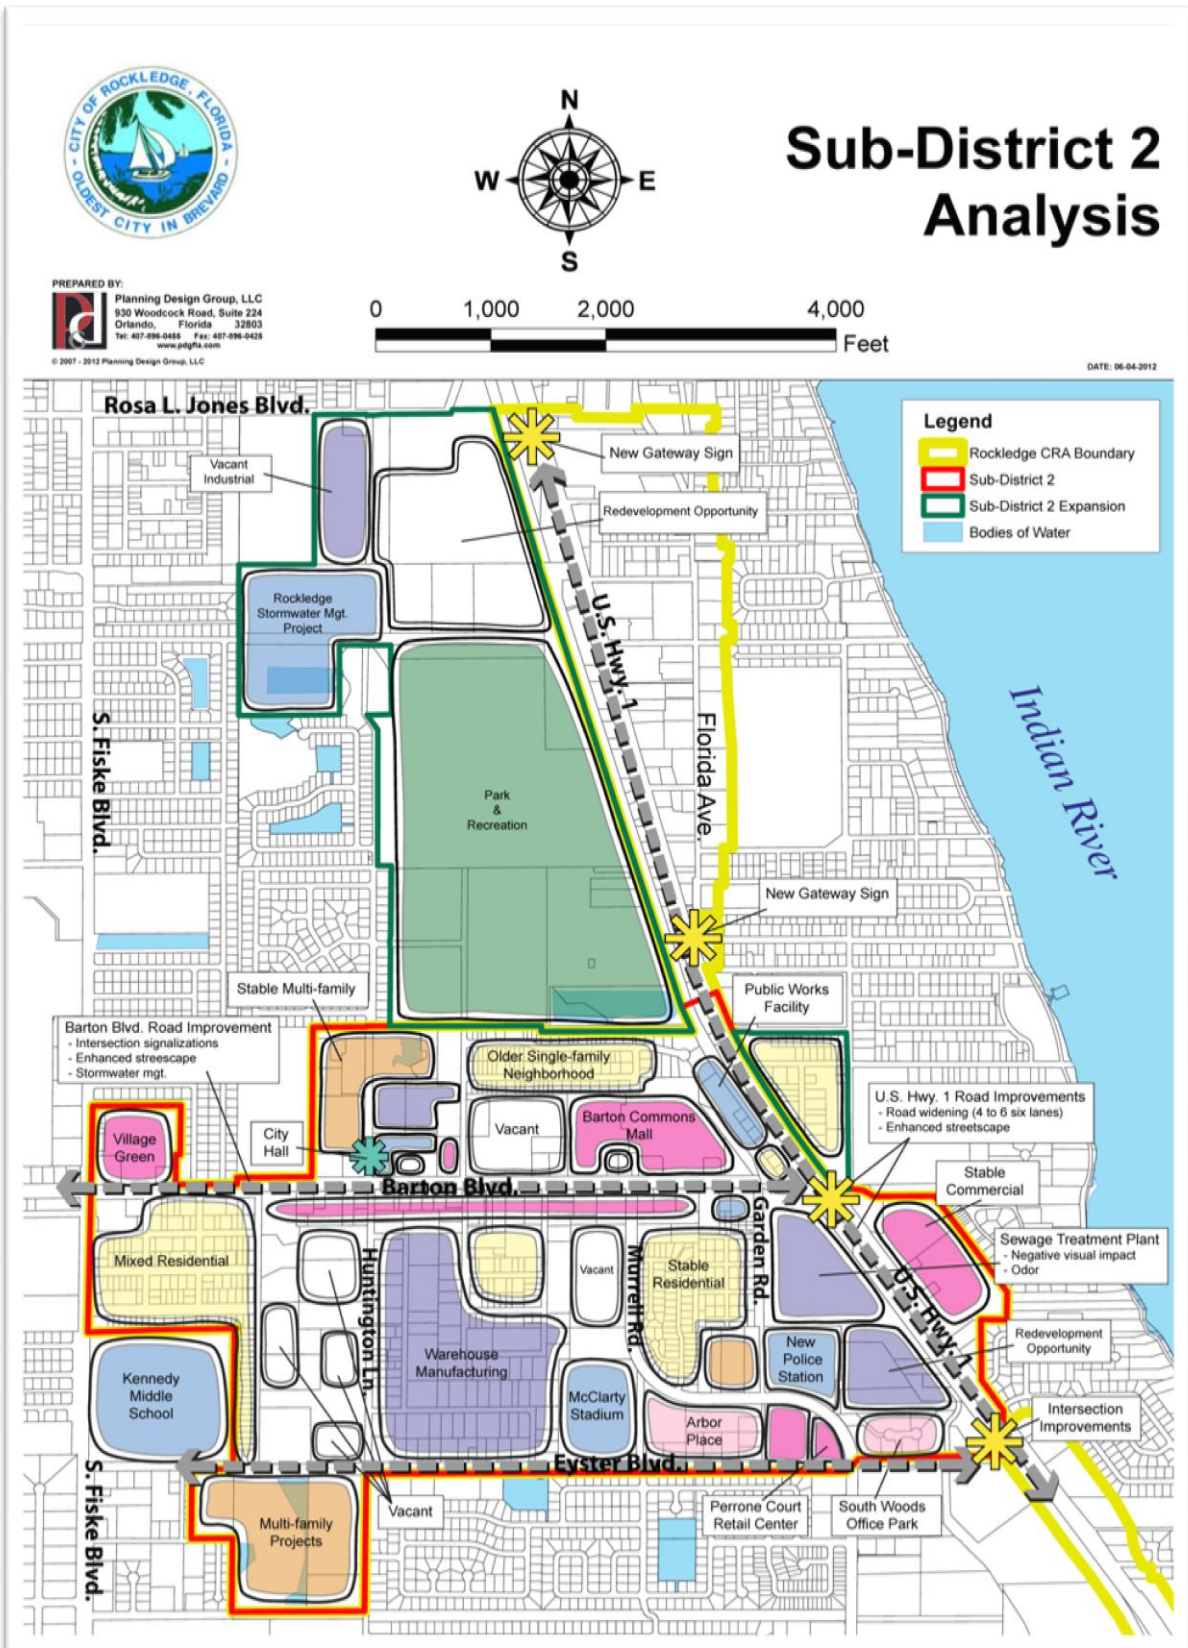 CITY OF ROCKLEDGE, FLORIDA
- OLDEST CITY IN BREVARD -
N
W
E
S
Sub-District 2
Analysis
PREPARED BY:
Planning Design Group, LLC
930 Woodcock Road, Suite 224
Orlando, Florida 32803
Tel: 407-896-0455 Fax: 407-896-0425
www.pdgfla.com
© 2007 - 2012 Planning Design Group, LLC
0
1,000
2,000
4,000
Feet
DATE: 06-04-2012
Rosa L. Jones Blvd.
Legend
Rockledge CRA Boundary
Sub-District 2
Sub-District 2 Expansion
Bodies of Water
New Gateway Sign
Vacant
Industrial
Redevelopment Opportunity
Rockledge
Stormwater Mgt.
Project
U.S. Hwy. 1
S. Fiske Blvd.
Florida Ave.
Indian River
Park
&
Recreation
New Gateway Sign
Stable Multi-family
Public Works
Facility
Barton Blvd. Road Improvement
- Intersection signalizations
- Enhanced streescape
- Stormwater mgt.
Older Single-family
Neighborhood
U.S. Hwy. 1 Road Improvements
- Road widening (4 to 6 six lanes)
- Enhanced streetscape
Village
Green
City
Hall
Vacant
Barton Commons
Mall
Stable
Commercial
Barton Blvd.
Garden Rd.
Sewage Treatment Plant
- Negative visual impact
- Odor
Mixed Residential
Huntington Ln.
Vacant
Murrell Rd.
Stable
Residential
U.S. Hwy. 1
Redevelopment
Opportunity
Warehouse
Manufacturing
New
Police
Station
Kennedy
Middle
School
McClarty
Stadium
Arbor
Place
Intersection
Improvements
Eyster Blvd.
S. Fiske Blvd.
Vacant
Perrone Court
Retail Center
South Woods
Office Park
Multi-family
Projects